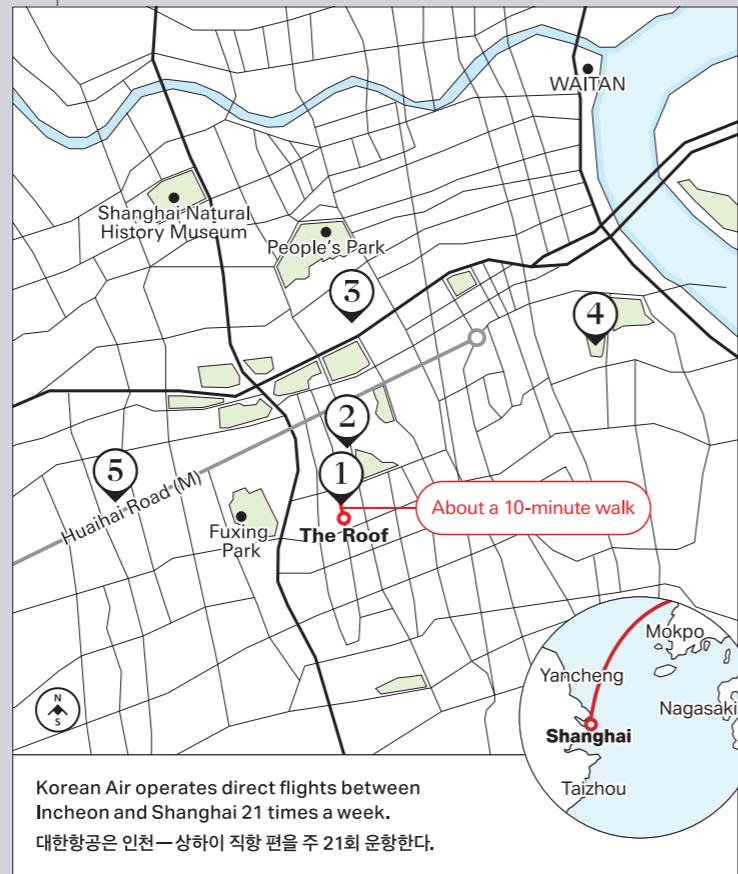 WAITAN
Shanghai Natural
History Museum
People's Park
3
4
2
5
1
Huaihai Road (M)
About a 10-minute walk
Fuxing
Park
The Roof
N
S
Mokpo
Yancheng
Nagasaki
Shanghai
Taizhou
Korean Air operates direct flights between
Incheon and Shanghai 21 times a week.
대한항공은 인천—상하이 직항 편을 주 21회 운항한다.